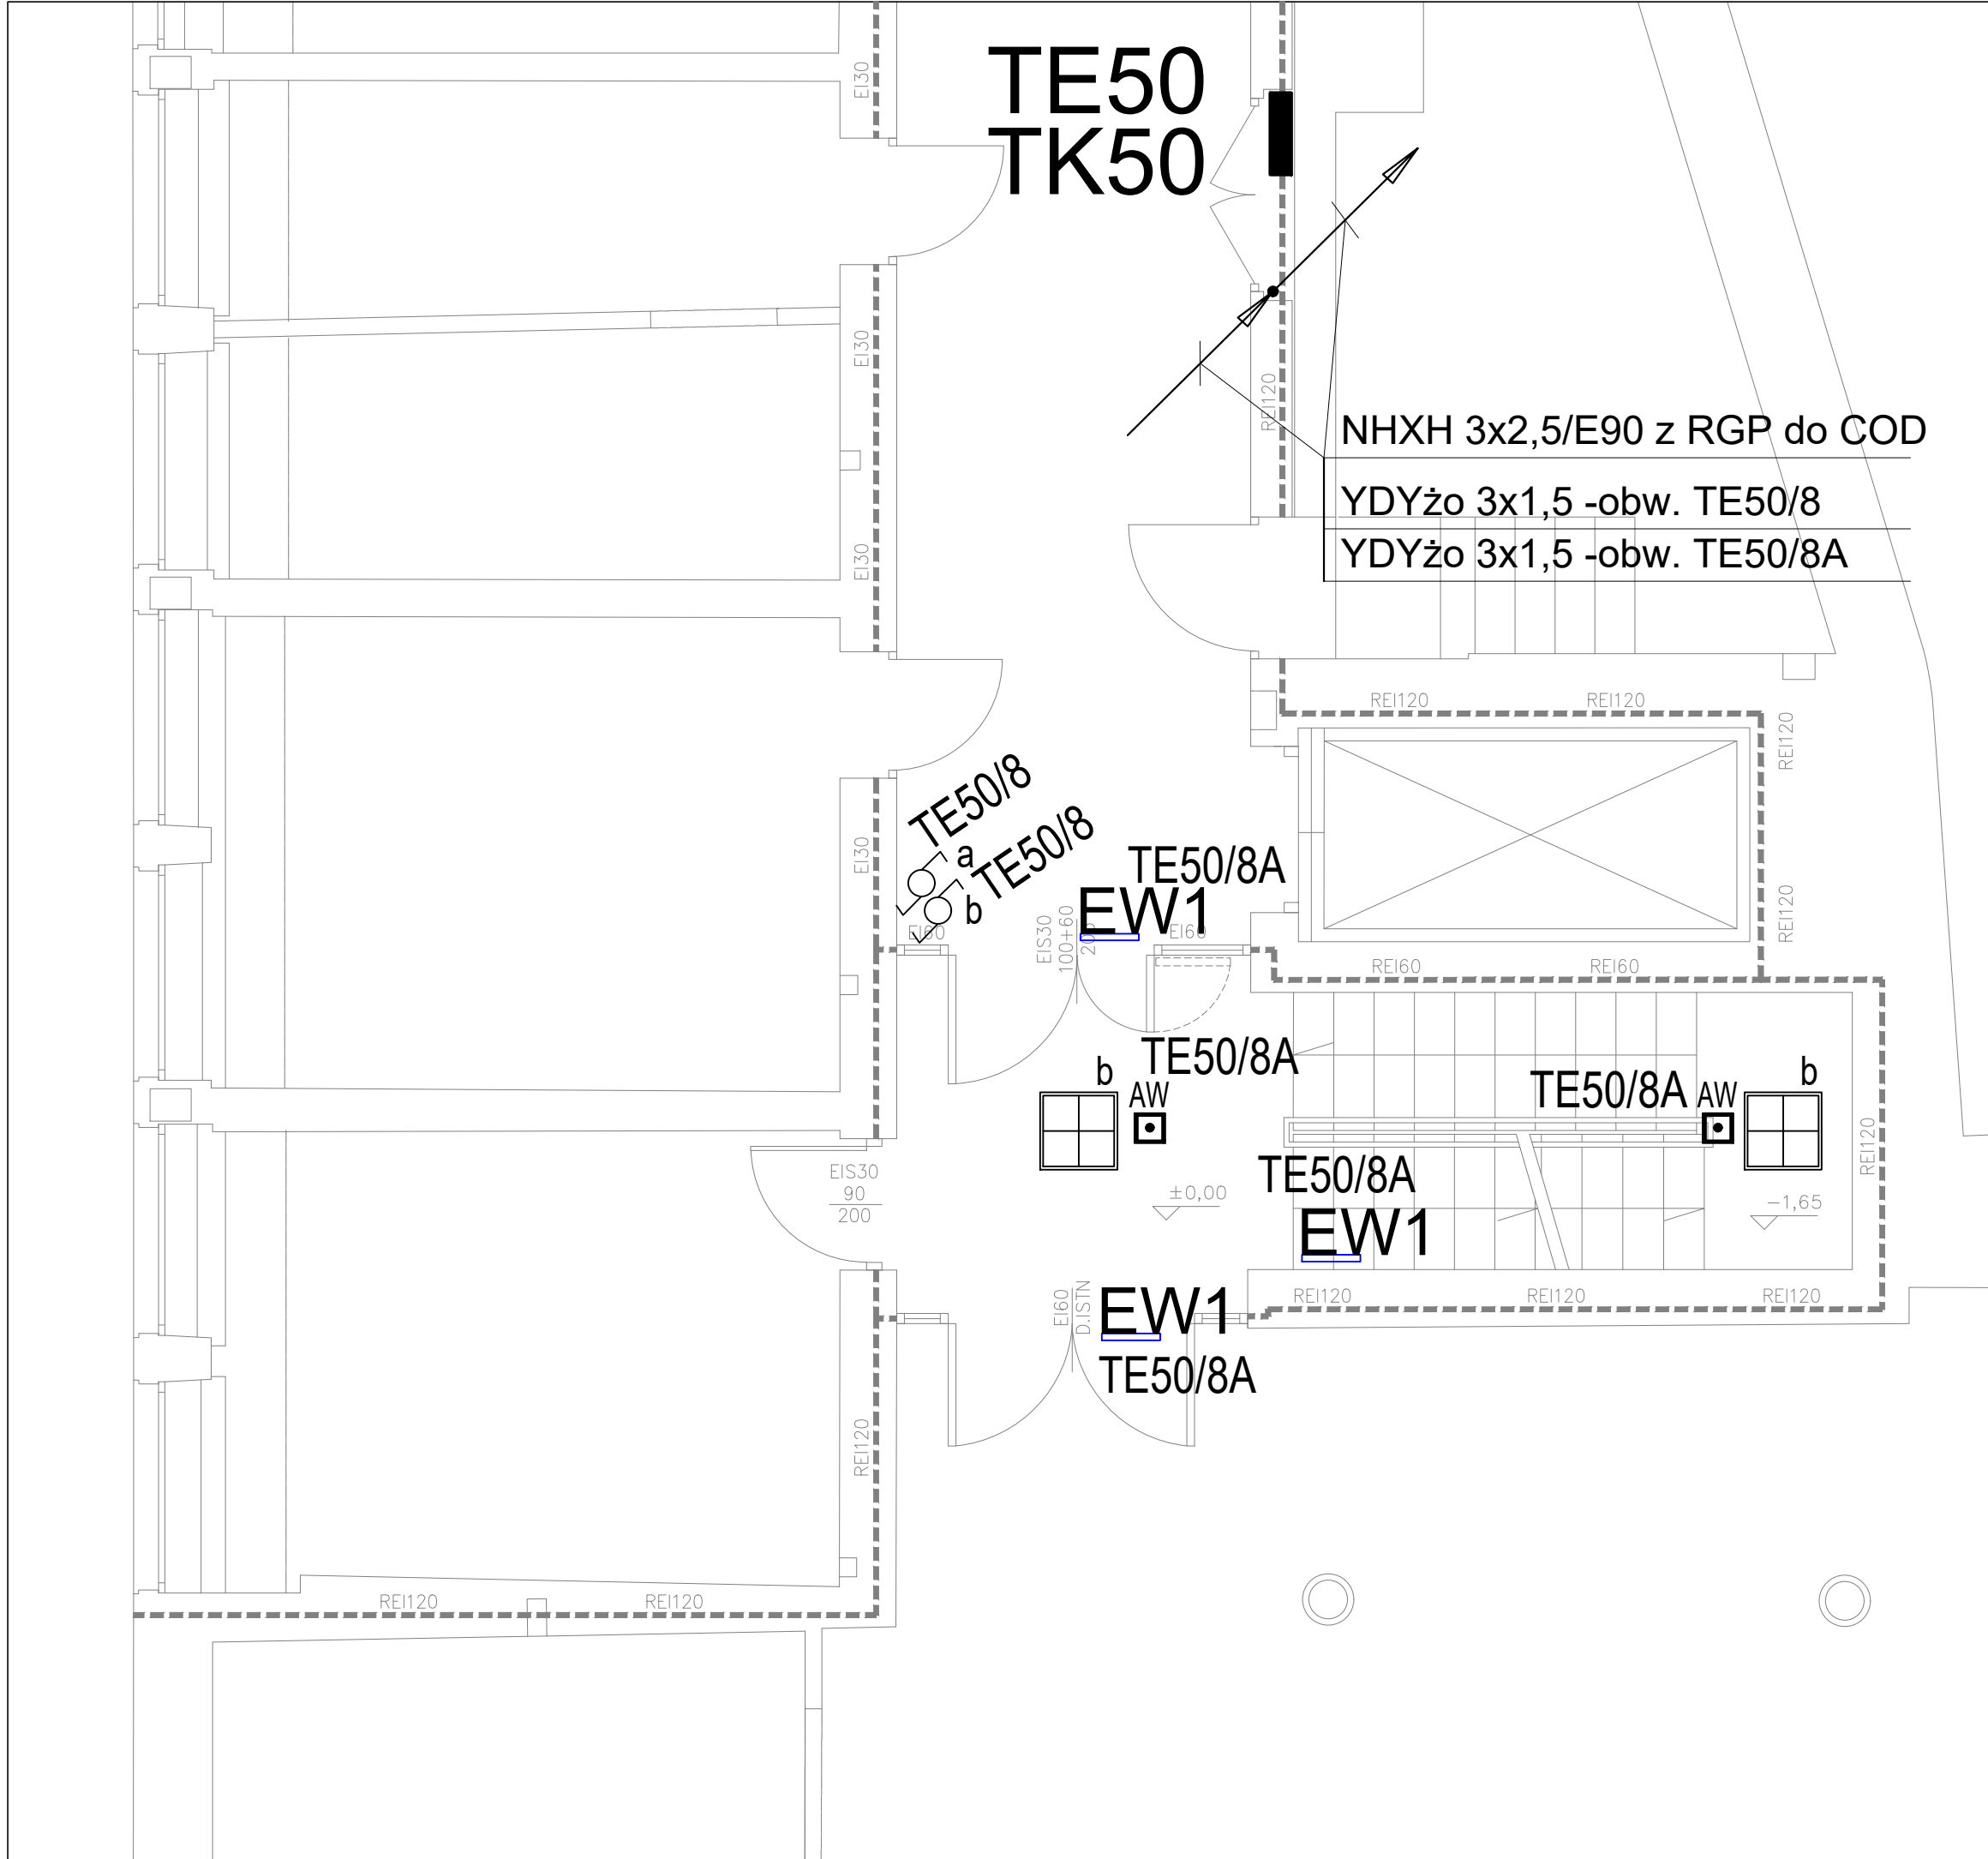 EI30
TE50
TK50
EI30
REI120
NHXH 3x2,5/E90 z RGP do COD
YDYżo 3x1,5 -obw. TE50/8
YDYżo 3x1,5 -obw. TE50/8A
EI30
REI120
REI120
REI120
TE50/8
a
TE50/8
b
EI30
TE50/8A
EW1
EI60
EIS30
100+60
EI60
REI120
REI60
REI60
TE50/8A
b
AW
TE50/8A
AW
b
REI120
EIS30
90
200
±0,00
TE50/8A
EW1
-1,65
EI60
D.ISTN
EW1
TE50/8A
REI120
REI120
REI120
REI120
REI120
REI120